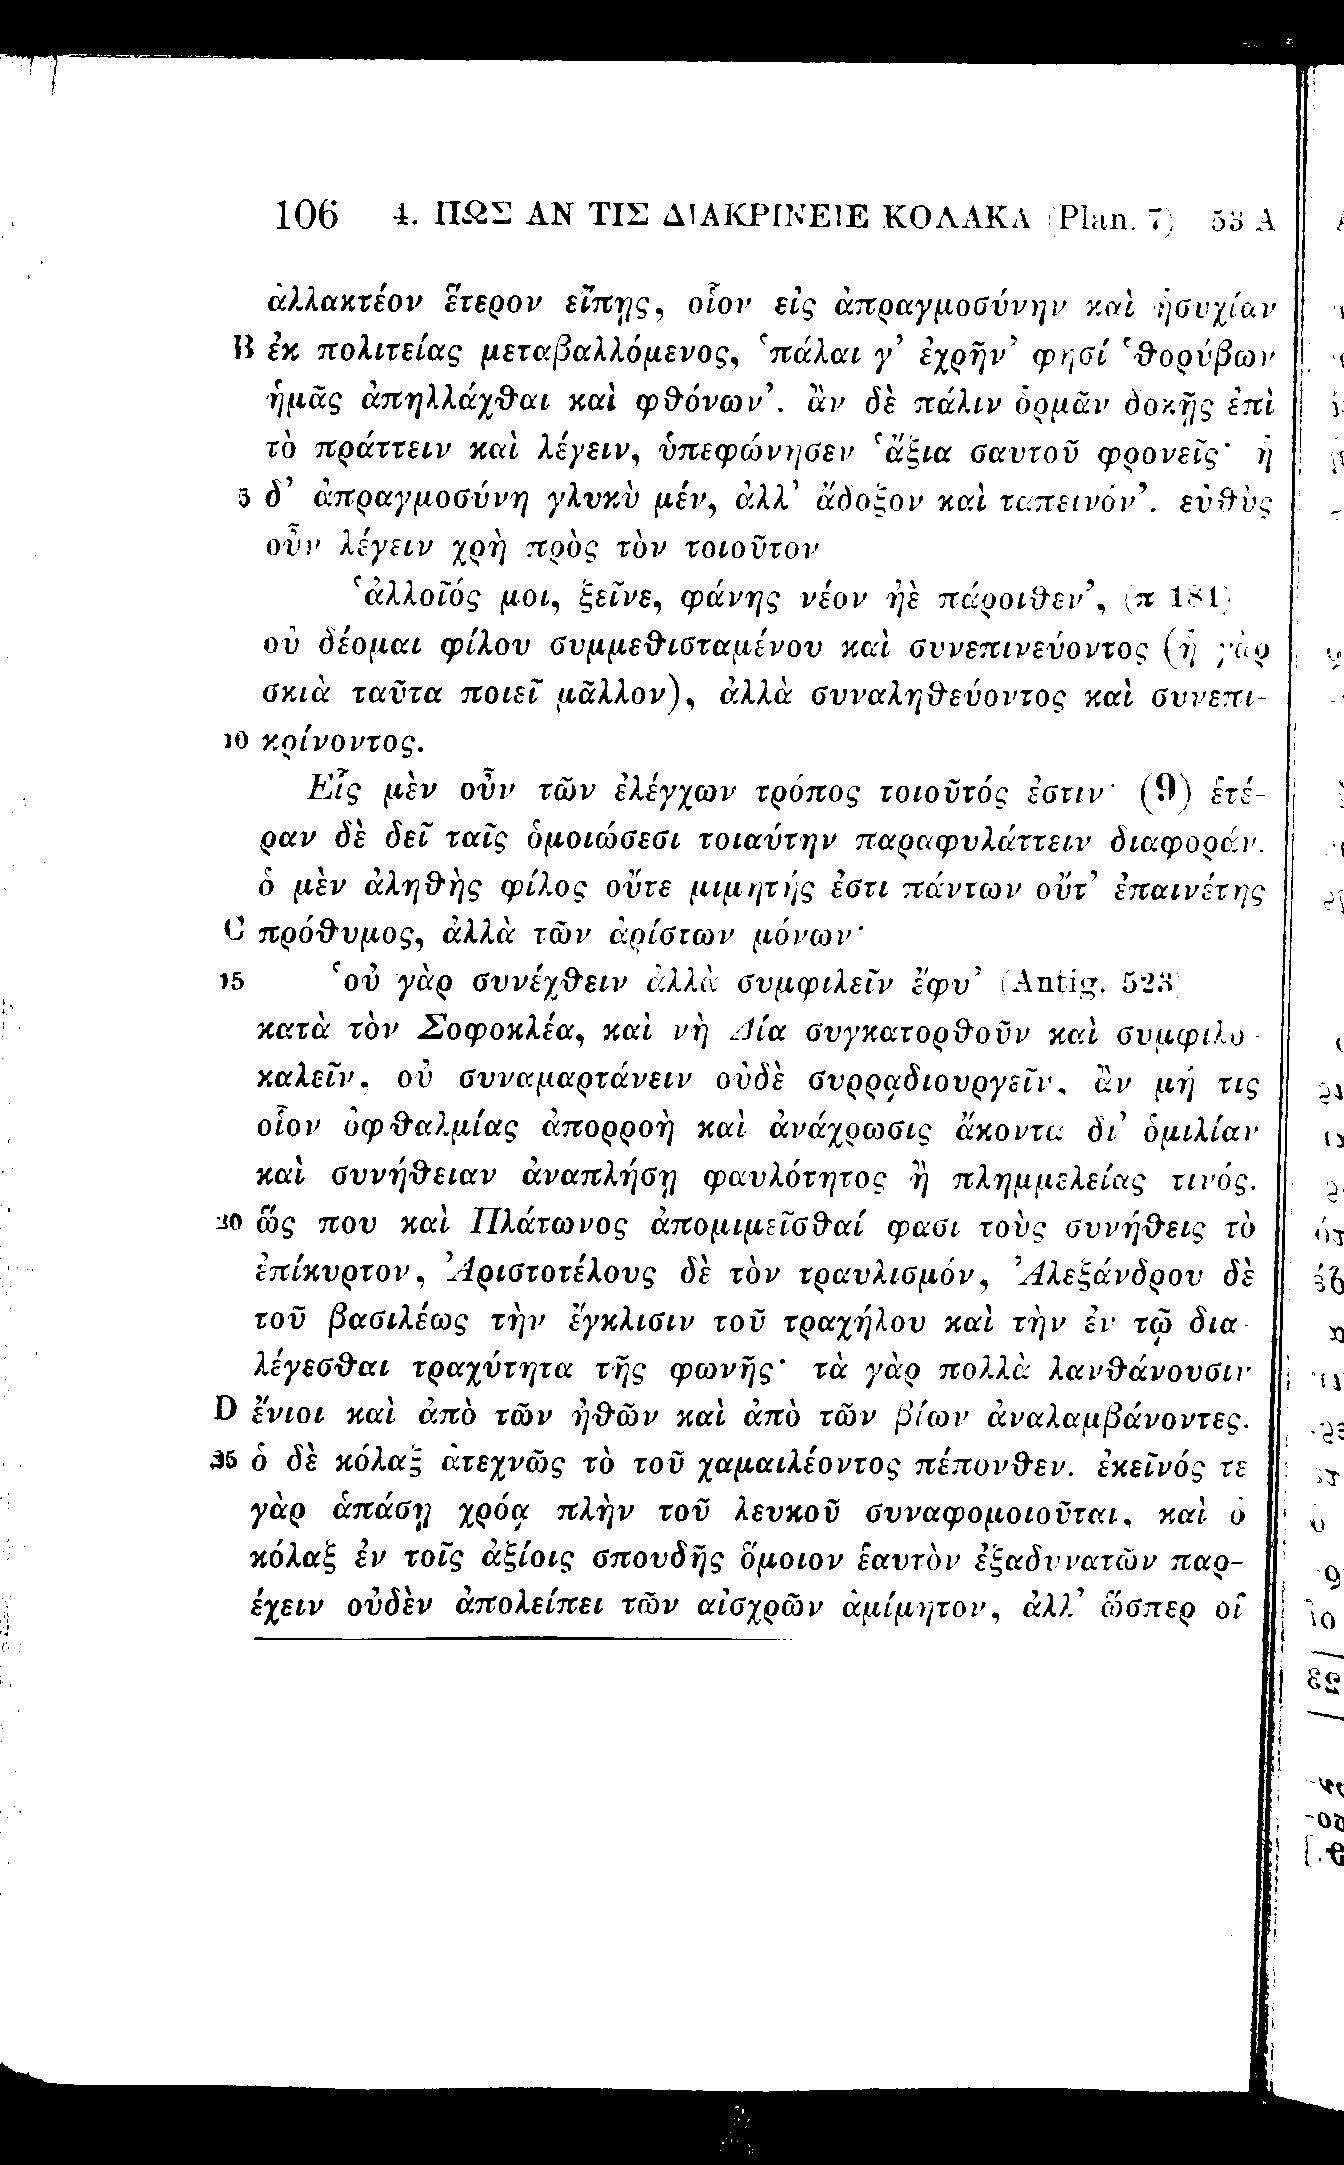 106 4. ΠΩΣ ΑΝ ΤΙΣ ΔΙΑΚΡΙΝΕΙΕ ΚΟΛΑΚΑ (Plan. 7) 53 A
ἀλλακτέον ἕτερον εἴπῃς, οἷον εἰς ἀπραγμοσύνην καὶ ἡσυχίαν
B ἐκ πολιτείας μεταβαλλόμενος, ‘πάλαι γ’ ἐχρῆν’ φησί ‘θορύβων
ἡμᾶς ἀπηλλάχθαι καὶ φθόνων’. ἂν δὲ πάλιν ὁρμᾶν δοκῇς ἐπὶ
τὸ πράττειν καὶ λέγειν, ὑπεφώνησεν ‘ἄξια σαυτοῦ φρονεῖς· ἡ
5 δ’ ἀπραγμοσύνη γλυκὺ μέν, ἀλλ’ ἄδοξον καὶ ταπεινόν’. εὐθὺς
οὖν λέγειν χρὴ πρὸς τὸν τοιοῦτον
‘ἀλλοῖός μοι, ξεῖνε, φάνης νέον ἠὲ πάροιθεν’, (π 181)
οὐ δέομαι φίλου συμμεθισταμένου καὶ συνεπινεύοντος (ἡ γὰρ
σκιὰ ταῦτα ποιεῖ μᾶλλον), ἀλλὰ συναληθεύοντος καὶ συνεπι-
10 κρίνοντος.
Εἷς μὲν οὖν τῶν ἐλέγχων τρόπος τοιοῦτός ἐστιν· (9) ἑτέ-
ραν δὲ δεῖ ταῖς ὁμοιώσεσι τοιαύτην παραφυλάττειν διαφοράν.
ὁ μὲν ἀληθὴς φίλος οὔτε μιμητής ἐστι πάντων οὔτ’ ἐπαινέτης
C πρόθυμος, ἀλλὰ τῶν ἀρίστων μόνων·
15 ‘οὐ γὰρ συνέχθειν ἀλλὰ συμφιλεῖν ἔφυ’ (Antig. 523)
κατὰ τὸν Σοφοκλέα, καὶ νὴ Δία συγκατορθοῦν καὶ συμφιλο-
καλεῖν, οὐ συναμαρτάνειν οὐδὲ συρρᾳδιουργεῖν, ἂν μή τις
οἷον ὀφθαλμίας ἀπορροὴ καὶ ἀνάχρωσις ἄκοντα δι’ ὁμιλίαν
καὶ συνήθειαν ἀναπλήσῃ φαυλότητος ἢ πλημμελείας τινός.
20 ὥς που καὶ Πλάτωνος ἀπομιμεῖσθαί φασι τοὺς συνήθεις τὸ
ἐπίκυρτον, Ἀριστοτέλους δὲ τὸν τραυλισμόν, Ἀλεξάνδρου δὲ
τοῦ βασιλέως τὴν ἔγκλισιν τοῦ τραχήλου καὶ τὴν ἐν τῷ δια-
λέγεσθαι τραχύτητα τῆς φωνῆς· τὰ γὰρ πολλὰ λανθάνουσιν
D ἔνιοι καὶ ἀπὸ τῶν ἠθῶν καὶ ἀπὸ τῶν βίων ἀναλαμβάνοντες.
25 ὁ δὲ κόλαξ ἀτεχνῶς τὸ τοῦ χαμαιλέοντος πέπονθεν. ἐκεῖνός τε
γὰρ ἁπάσῃ χρόᾳ πλὴν τοῦ λευκοῦ συναφομοιοῦται, καὶ ὁ
κόλαξ ἐν τοῖς ἀξίοις σπουδῆς ὅμοιον ἑαυτὸν ἐξαδυνατῶν παρ-
έχειν οὐδὲν ἀπολείπει τῶν αἰσχρῶν ἀμίμητον, ἀλλ’ ὥσπερ οἱ